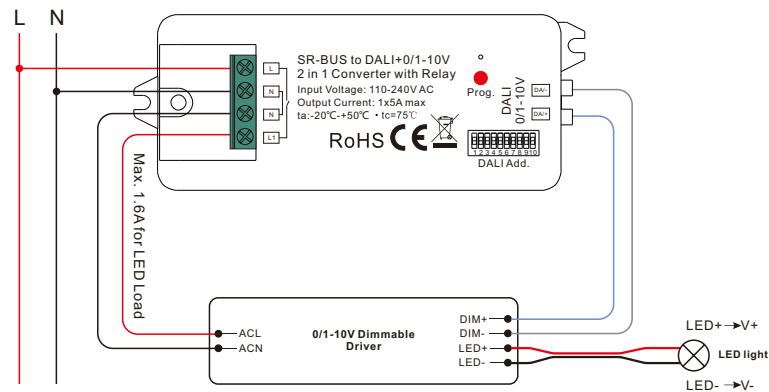 L N
SR-BUS to DALI+0/1-10V
2 in 1 Converter with Relay
Input Voltage: 110-240V AC
Output Current: 1x5A max
ta:-20℃-+50℃ • tc=75℃
RoHS CE
L
N
N
L1
Prog.
DALI
0/1-10V
DA/-
DA/+
1 2 3 4 5 6 7 8 9 10
DALI Add.
Max. 1.6A for LED Load
ACL
ACN
0/1-10V Dimmable
Driver
DIM+
DIM-
LED+
LED-
LED+→V+
LED light
LED- →V-